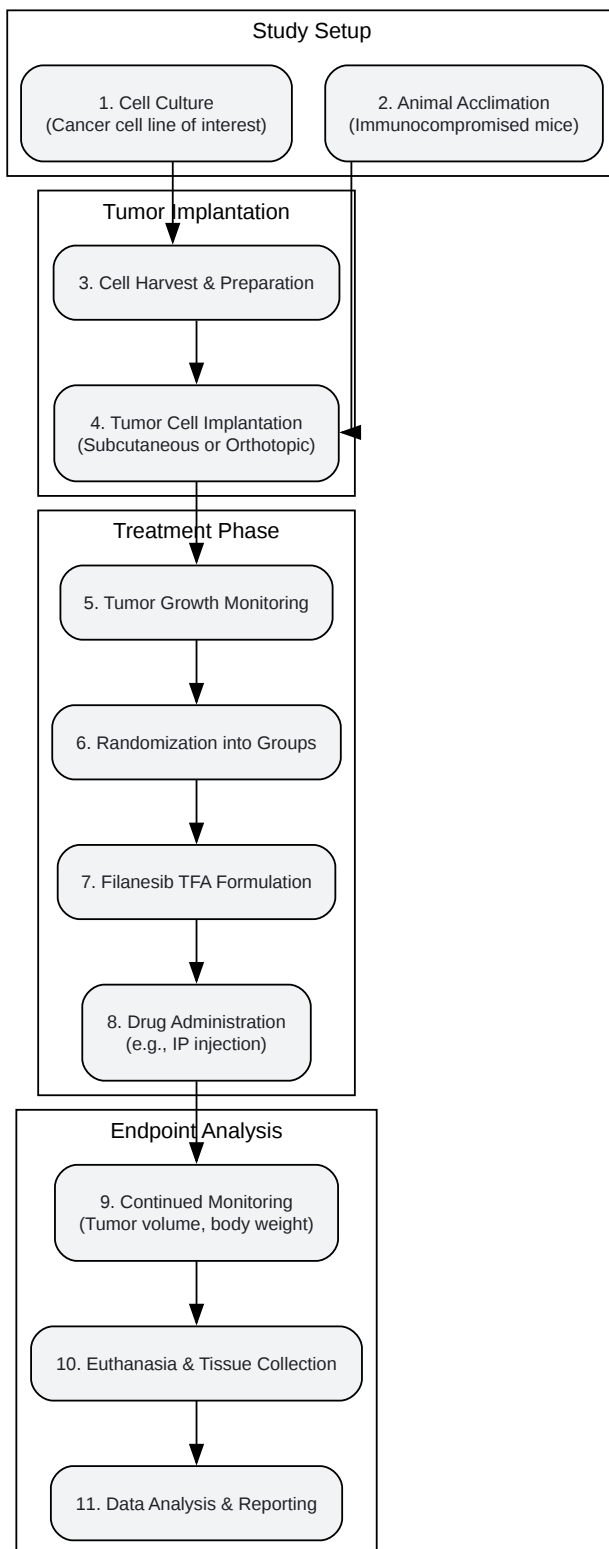 Study Setup
1. Cell Culture
(Cancer cell line of interest)
2. Animal Acclimation
(Immunocompromised mice)
Tumor Implantation
3. Cell Harvest & Preparation
4. Tumor Cell Implantation
(Subcutaneous or Orthotopic)
Treatment Phase
5. Tumor Growth Monitoring
6. Randomization into Groups
7. Filanesib TFA Formulation
8. Drug Administration
(e.g., IP injection)
Endpoint Analysis
9. Continued Monitoring
(Tumor volume, body weight)
10. Euthanasia & Tissue Collection
11. Data Analysis & Reporting